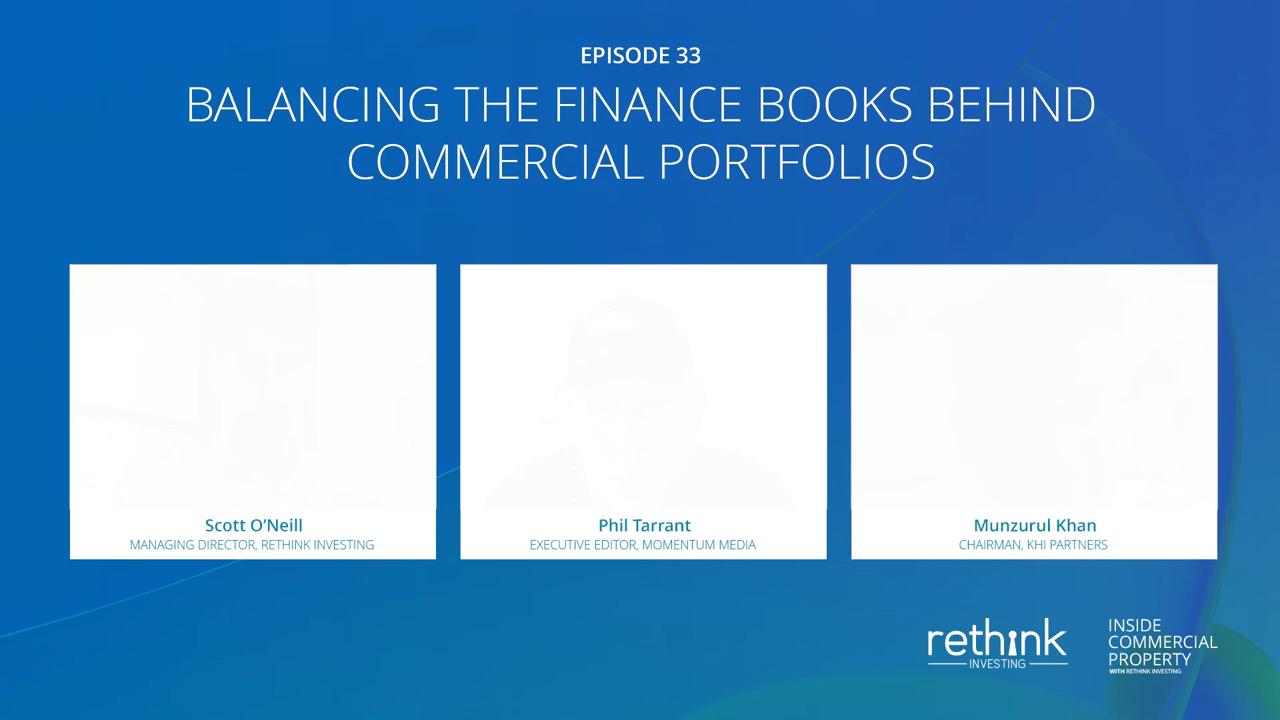 EPISODE 33
BALANCING THE FINANCE BOOKS BEHIND
COMMERCIAL PORTFOLIOS
Scott O’Neill
MANAGING DIRECTOR, RETHINK INVESTING
Phil Tarrant
EXECUTIVE EDITOR, MOMENTUM MEDIA
Munzurul Khan
CHAIRMAN, KHI PARTNERS
rethink
INVESTING
INSIDE
COMMERCIAL
PROPERTY
WITH RETHINK INVESTING